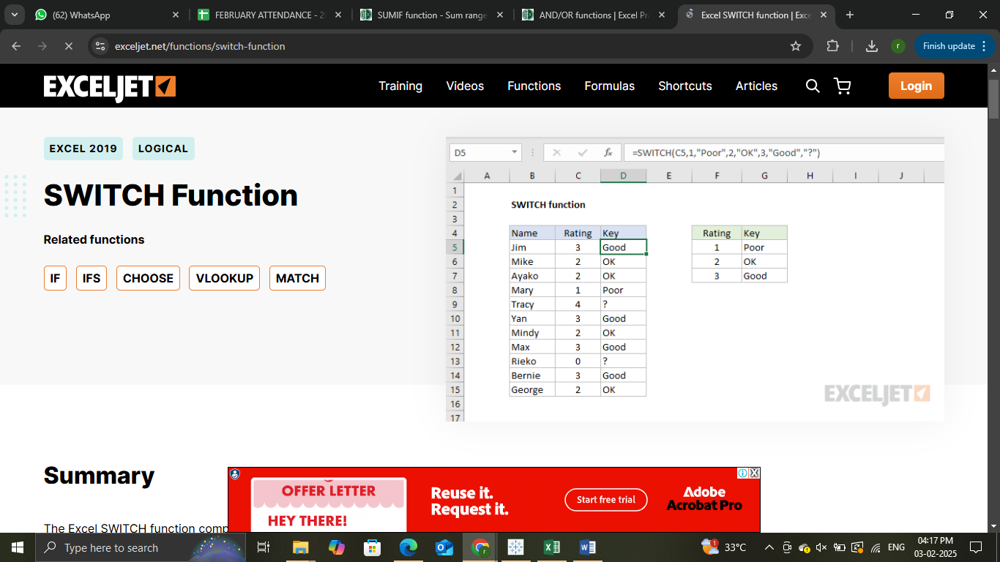 (62) WhatsApp
FEBRUARY ATTENDANCE - 2
SUMIF function - Sum range
AND/OR functions | Excel Pr
Excel SWITCH function | Exce
exceljet.net/functions/switch-function
r
Finish update
EXCELJET
Training Videos Functions Formulas Shortcuts Articles
Login
EXCEL 2019 LOGICAL
SWITCH Function
Related functions
IF IFS CHOOSE VLOOKUP MATCH
D5 fx =SWITCH(C5,1,"Poor",2,"OK",3,"Good","?")
A B C D E F G H I J
1
2 SWITCH function
3
4 Name Rating Key Rating Key
5 Jim 3 Good 1 Poor
6 Mike 2 OK 2 OK
7 Ayako 2 OK 3 Good
8 Mary 1 Poor
9 Tracy 4 ?
10 Yan 3 Good
11 Mindy 2 OK
12 Max 3 Good
13 Rieko 0 ?
14 Bernie 3 Good
15 George 2 OK
16
17
EXCELJET
Summary
The Excel SWITCH function comp
OFFER LETTER
HEY THERE!
Reuse it.
Request it.
Start free trial
Adobe
Acrobat Pro
Type here to search
1
33°C
ENG
04:17 PM
03-02-2025